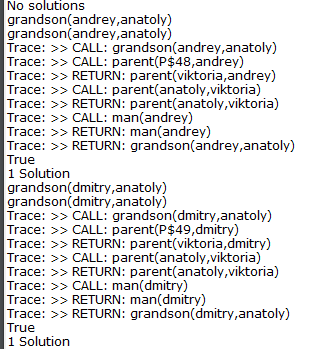 No solutions
grandson(andrey,anatoly)
grandson(andrey,anatoly)
Trace: >> CALL: grandson(andrey,anatoly)
Trace: >> CALL: parent(P$48,andrey)
Trace: >> RETURN: parent(viktoria,andrey)
Trace: >> CALL: parent(anatoly,viktoria)
Trace: >> RETURN: parent(anatoly,viktoria)
Trace: >> CALL: man(andrey)
Trace: >> RETURN: man(andrey)
Trace: >> RETURN: grandson(andrey,anatoly)
True
1 Solution
grandson(dmitry,anatoly)
grandson(dmitry,anatoly)
Trace: >> CALL: grandson(dmitry,anatoly)
Trace: >> CALL: parent(P$49,dmitry)
Trace: >> RETURN: parent(viktoria,dmitry)
Trace: >> CALL: parent(anatoly,viktoria)
Trace: >> RETURN: parent(anatoly,viktoria)
Trace: >> CALL: man(dmitry)
Trace: >> RETURN: man(dmitry)
Trace: >> RETURN: grandson(dmitry,anatoly)
True
1 Solution